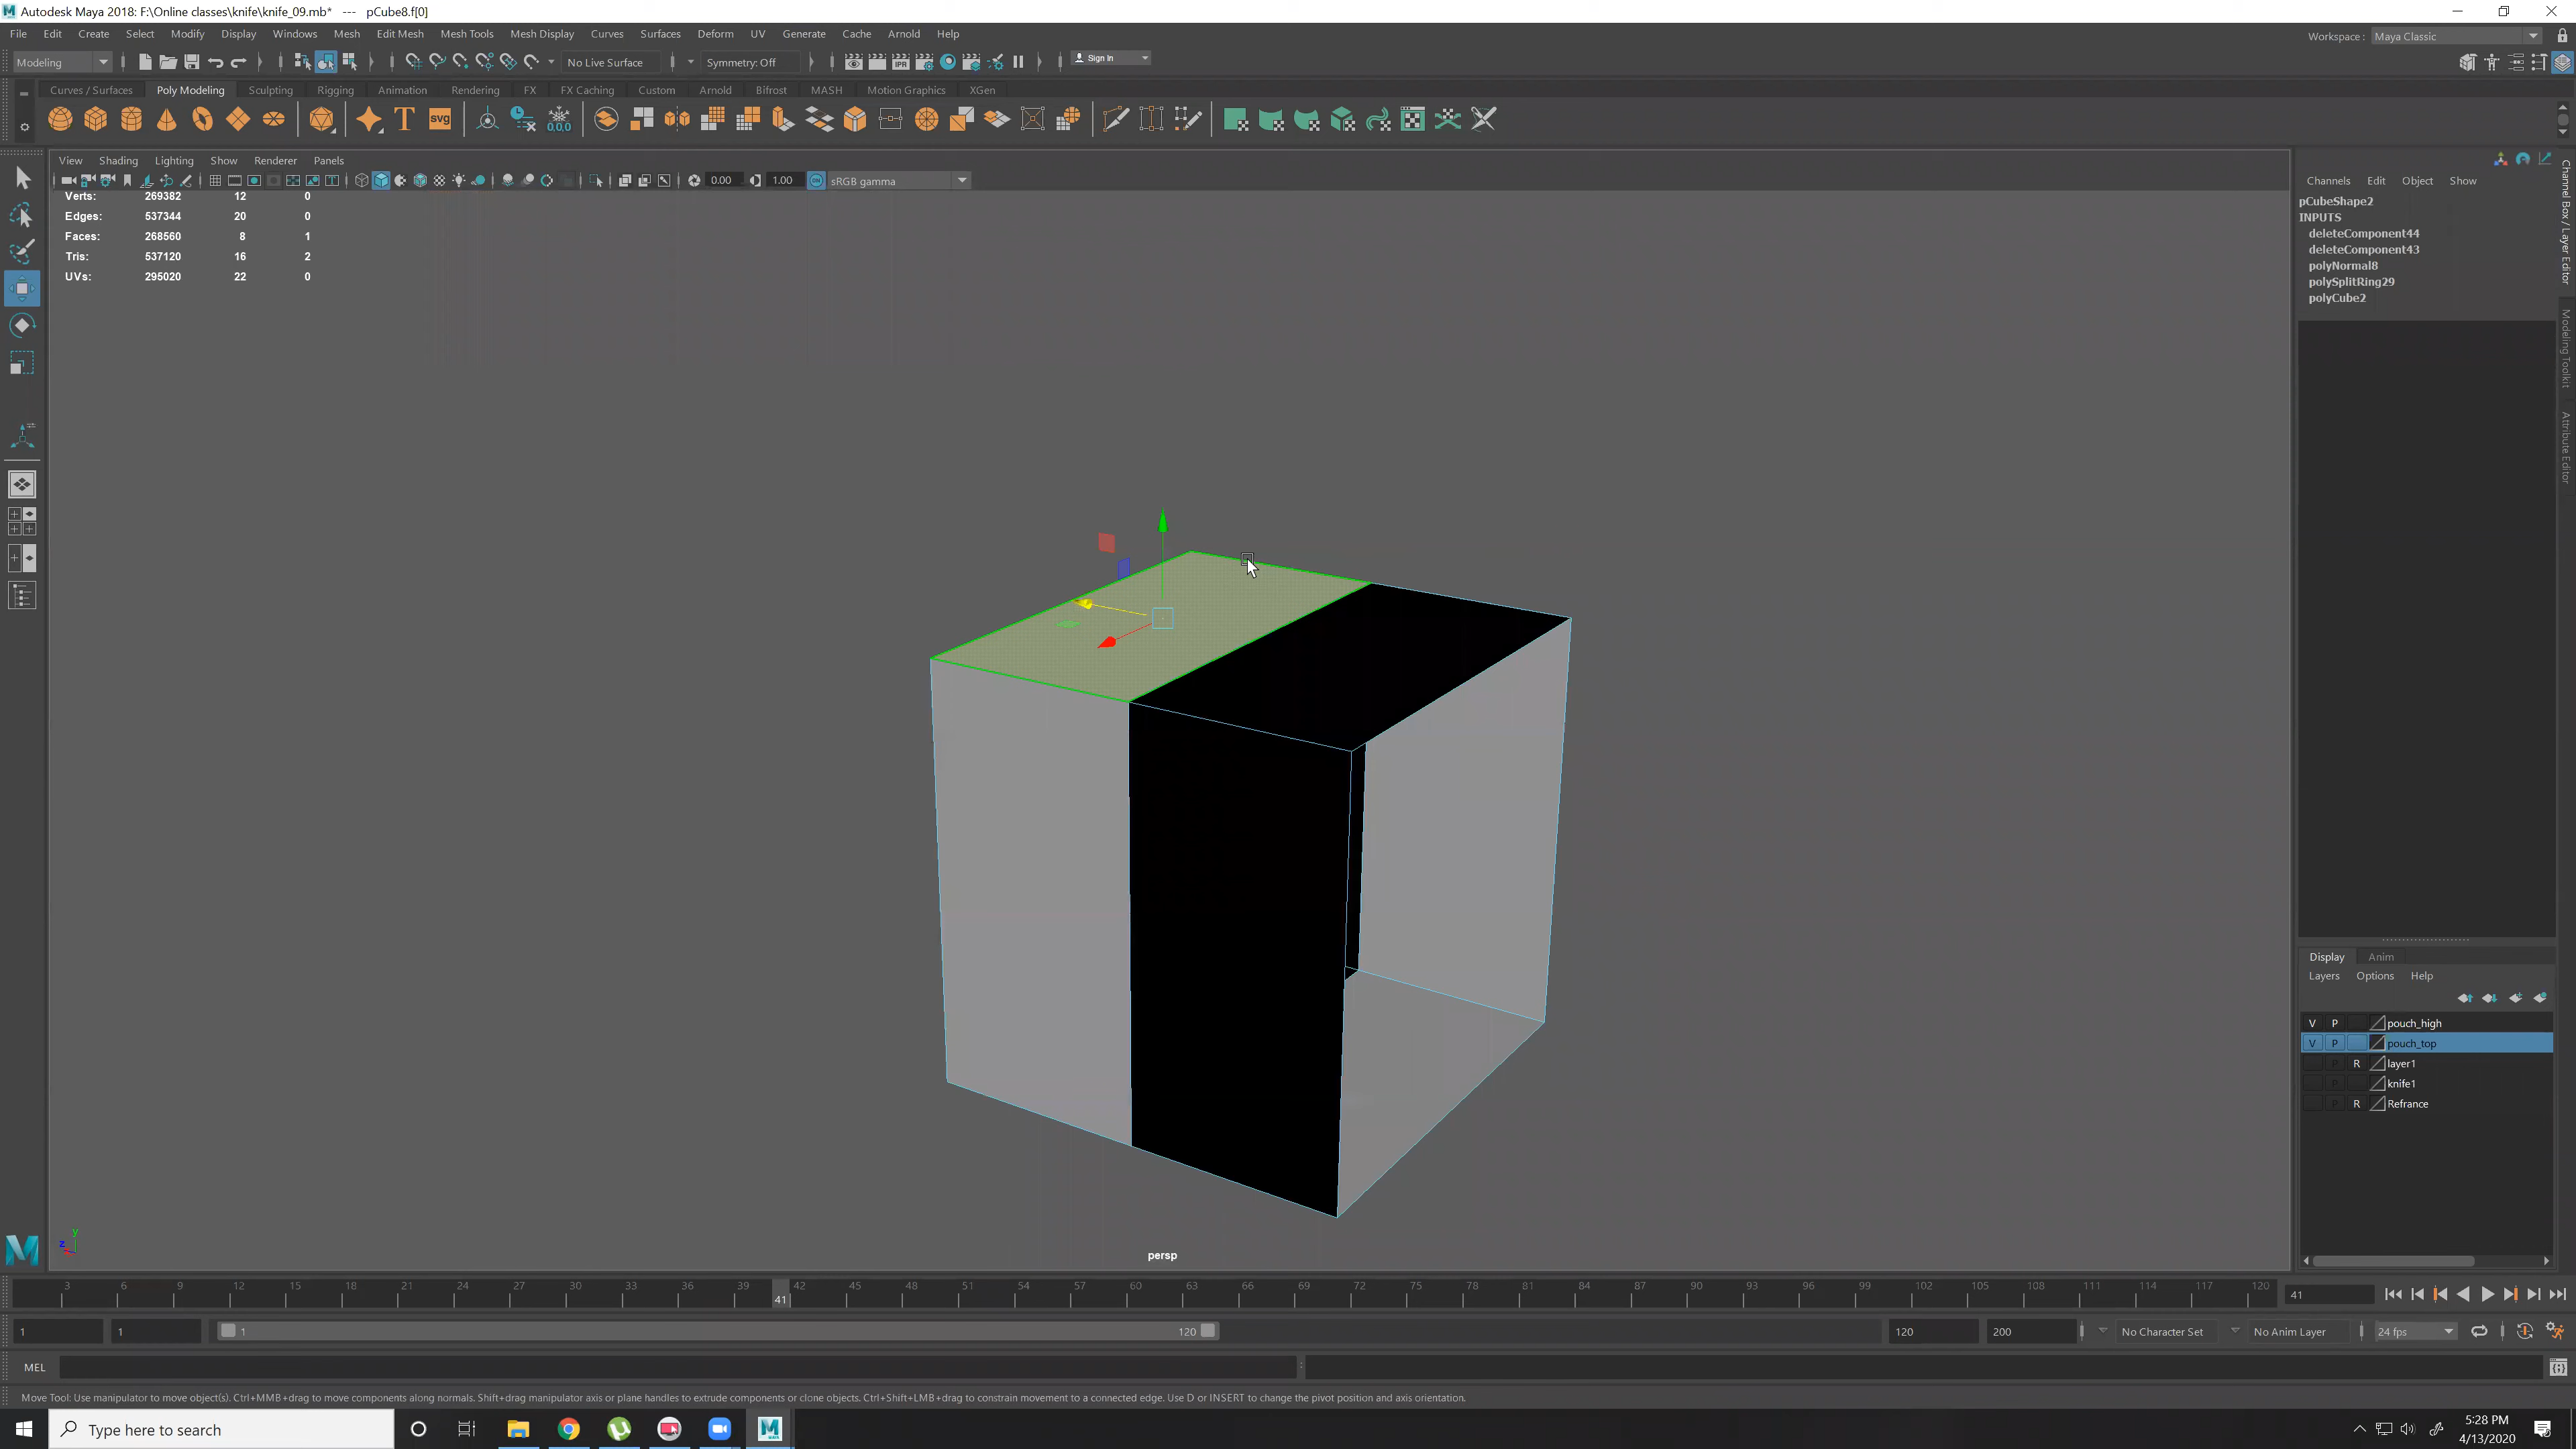 Autodesk Maya 2018: F:\Online classes\knife\knife_09.mb*   ---   pCube8.f[0]
File Edit Create Select Modify Display Windows Mesh Edit Mesh Mesh Tools Mesh Display Curves Surfaces Deform UV Generate Cache Arnold Help
Workspace : Maya Classic
Modeling No Live Surface Symmetry: Off Sign In
Curves / Surfaces Poly Modeling Sculpting Rigging Animation Rendering FX FX Caching Custom Arnold Bifrost MASH Motion Graphics XGen
View Shading Lighting Show Renderer Panels
0.00 1.00 sRGB gamma
Verts: 269382 12 0
Edges: 537344 20 0
Faces: 268560 8 1
Tris: 537120 16 2
UVs: 295020 22 0
Channels Edit Object Show
pCubeShape2
INPUTS
deleteComponent44
deleteComponent43
polyNormal8
polySplitRing29
polyCube2
Channel Box / Layer Editor
Modeling Toolkit
Attribute Editor
Display Anim
Layers Options Help
V P pouch_high
V P pouch_top
P R layer1
P knife1
P R Refrance
y
z
persp
3 6 9 12 15 18 21 24 27 30 33 36 39 42 45 48 51 54 57 60 63 66 69 72 75 78 81 84 87 90 93 96 99 102 105 108 111 114 117 120
41
41
1 1 1 120 120 200 No Character Set No Anim Layer 24 fps
MEL
Move Tool: Use manipulator to move object(s). Ctrl+MMB+drag to move components along normals. Shift+drag manipulator axis or plane handles to extrude components or clone objects. Ctrl+Shift+LMB+drag to constrain movement to a connected edge. Use D or INSERT to change the pivot position and axis orientation.
Type here to search
5:28 PM
4/13/2020